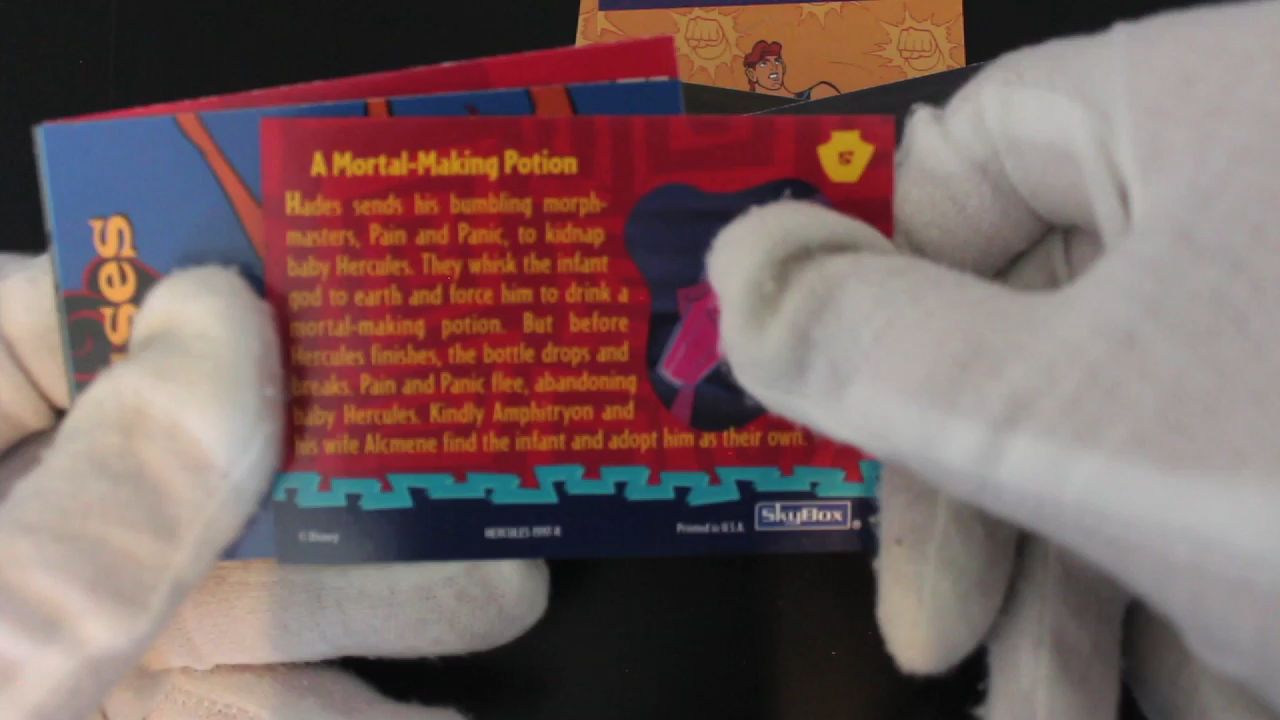 A Mortal-Making Potion
5
Hades sends his bumbling morph-
masters, Pain and Panic, to kidnap
baby Hercules. They whisk the infant
god to earth and force him to drink a
mortal-making potion. But before
Hercules finishes, the bottle drops and
breaks. Pain and Panic flee, abandoning
baby Hercules. Kindly Amphitryon and
his wife Alcmene find the infant and adopt him as their own.
© Disney
Printed in U.S.A.
SkyBox ®
ses